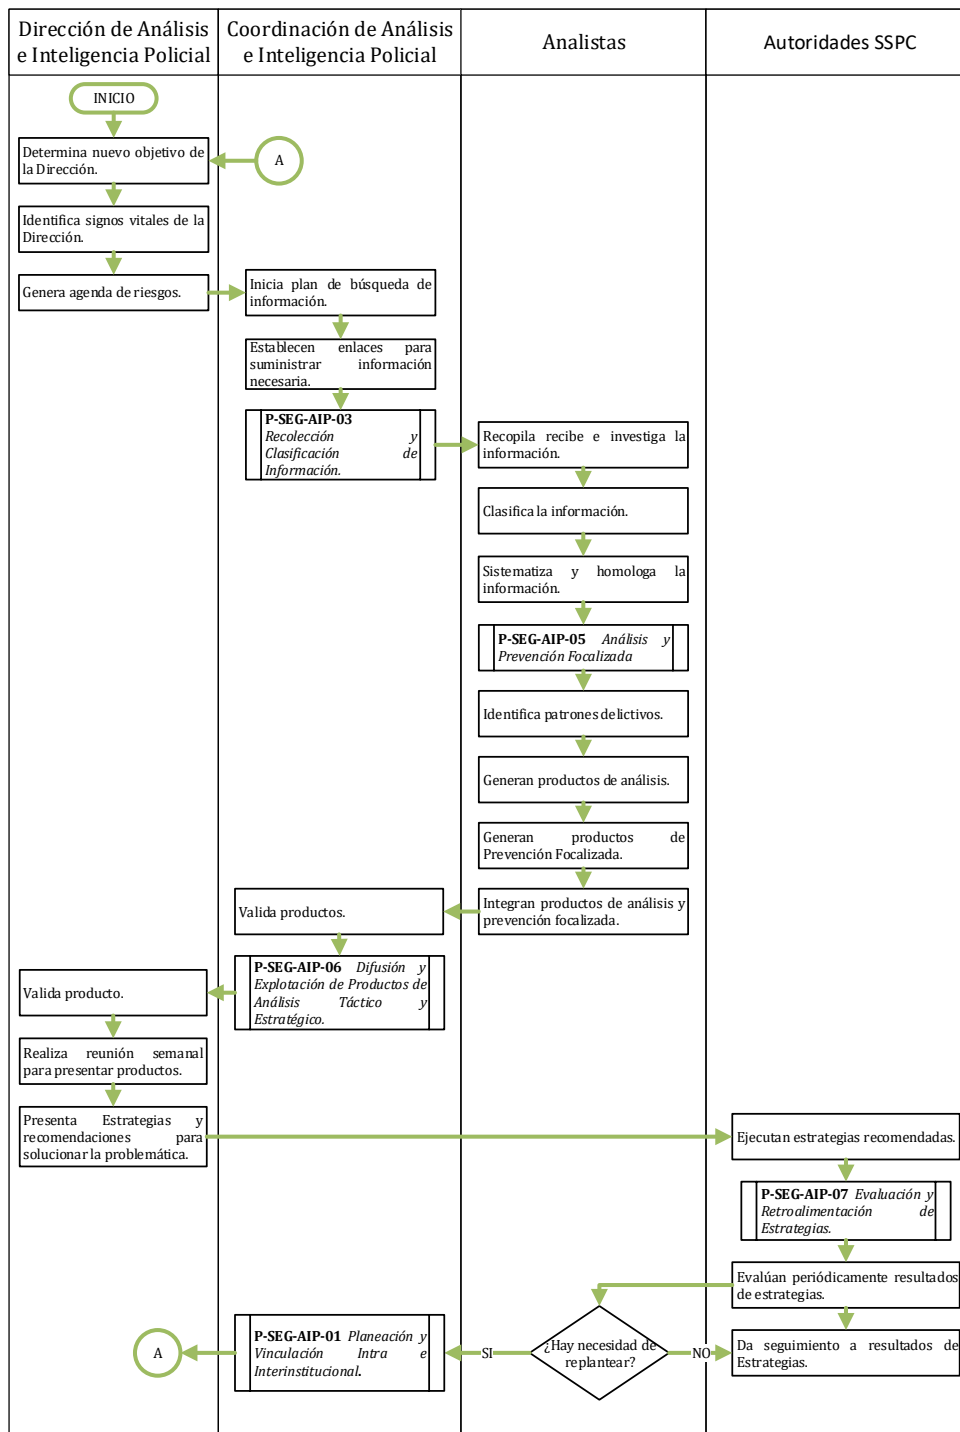 Dirección de Análisis
e Inteligencia Policial
Coordinación de Análisis
e Inteligencia Policial
Analistas
Autoridades SSPC
INICIO
Determina nuevo objetivo de
la Dirección.
A
Identifica signos vitales de la
Dirección.
Genera agenda de riesgos.
Inicia plan de búsqueda de
información.
Establecen enlaces para
suministrar información
necesaria.
P-SEG-AIP-03
Recolección y
Clasificación de
Información.
Recopila recibe e investiga la
información.
Clasifica la información.
Sistematiza y homologa la
información.
P-SEG-AIP-05 Análisis y
Prevención Focalizada
Identifica patrones delictivos.
Generan productos de análisis.
Generan productos de
Prevención Focalizada.
Integran productos de análisis y
prevención focalizada.
Valida productos.
P-SEG-AIP-06 Difusión y
Explotación de Productos de
Análisis Táctico y
Estratégico.
Valida producto.
Realiza reunión semanal
para presentar productos.
Presenta Estrategias y
recomendaciones para
solucionar la problemática.
Ejecutan estrategias recomendadas.
P-SEG-AIP-07 Evaluación y
Retroalimentación de
Estrategias.
Evalúan periódicamente resultados
de estrategias.
¿Hay necesidad de
replantear?
SI
NO
Da seguimiento a resultados de
Estrategias.
P-SEG-AIP-01 Planeación y
Vinculación Intra e
Interinstitucional.
A